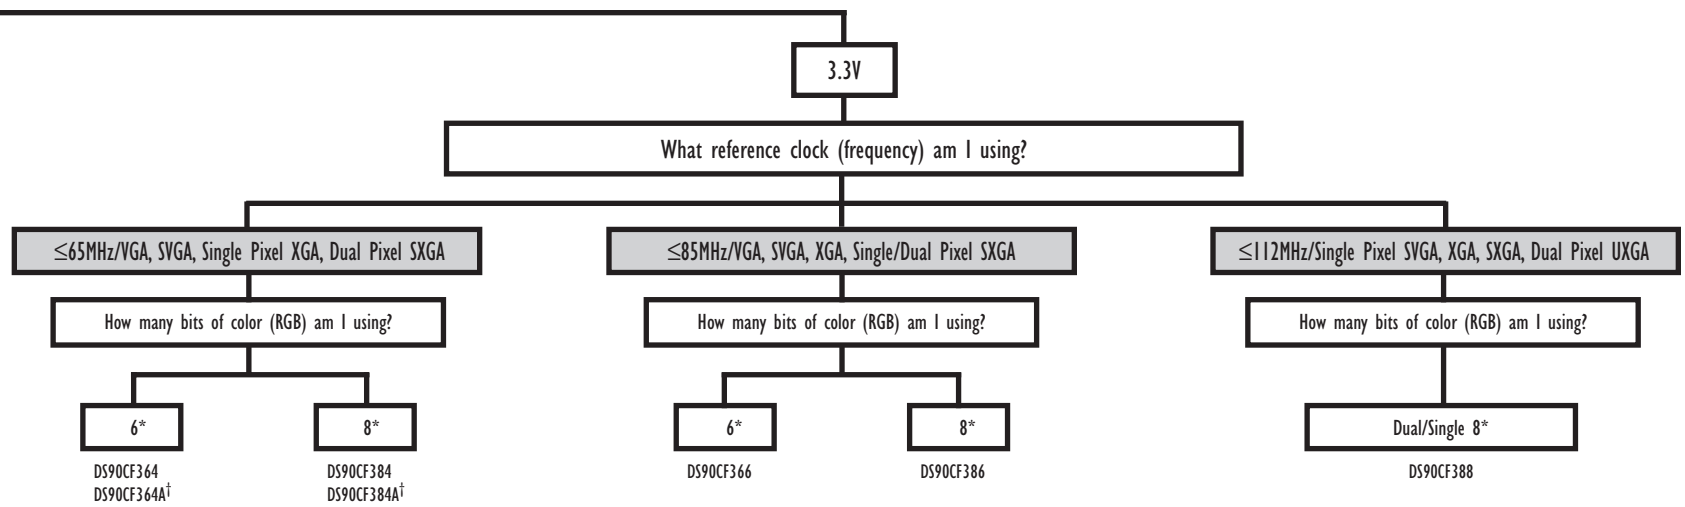 3.3V
What reference clock (frequency) am I using?
≤65MHz/VGA, SVGA, Single Pixel XGA, Dual Pixel SXGA
≤85MHz/VGA, SVGA, XGA, Single/Dual Pixel SXGA
≤112MHz/Single Pixel SVGA, XGA, SXGA, Dual Pixel UXGA
How many bits of color (RGB) am I using?
How many bits of color (RGB) am I using?
How many bits of color (RGB) am I using?
6*
8*
6*
8*
Dual/Single 8*
DS90CF364
DS90CF364A†
DS90CF384
DS90CF384A†
DS90CF366
DS90CF386
DS90CF388